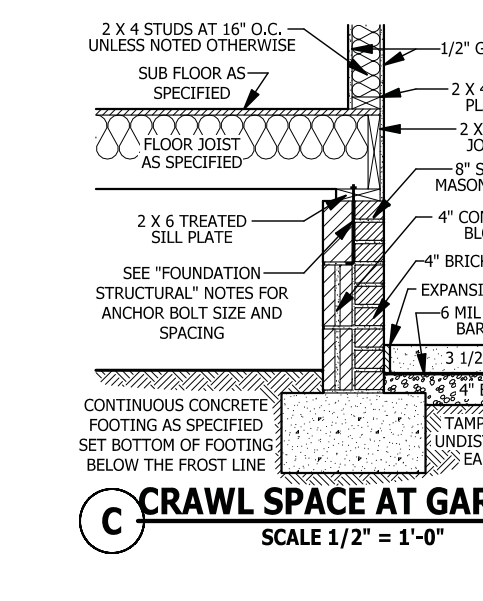 2 X 4 STUDS AT 16" O.C.
UNLESS NOTED OTHERWISE
SUB FLOOR AS
SPECIFIED
FLOOR JOIST
AS SPECIFIED
2 X 6 TREATED
SILL PLATE
SEE "FOUNDATION
STRUCTURAL" NOTES FOR
ANCHOR BOLT SIZE AND
SPACING
CONTINUOUS CONCRETE
FOOTING AS SPECIFIED
SET BOTTOM OF FOOTING
BELOW THE FROST LINE
1/2" G
2 X 4
PL
2 X
JO
8" S
MASON
4" CON
BLO
4" BRICK
EXPANSI
6 MIL
BAR
3 1/2
4"
TAMP
UNDIST
EA
C
CRAWL SPACE AT GAR
SCALE 1/2" = 1'-0"